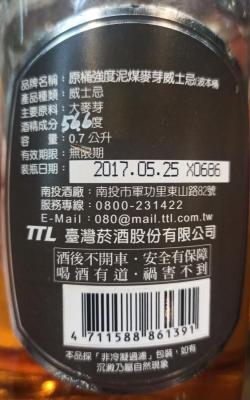 品牌名稱：原桶強度泥煤麥芽威士忌(波本桶
產品種類：威士忌
主要原料：大麥芽
酒精成分：56.6度
容量：0.7公升
有效期限：無限期
裝瓶日期：2017.05.25 X0686
南投酒廠：南投市軍功里東山路82號
服務專線：0800-231422
E-Mail：080@mail.ttl.com.tw
TTL 臺灣菸酒股份有限公司
酒後不開車，安全有保障
喝酒有道，禍害不到
4 711588 861391
本品採「非冷凝過濾」包裝，如有
沉澱乃屬自然現象